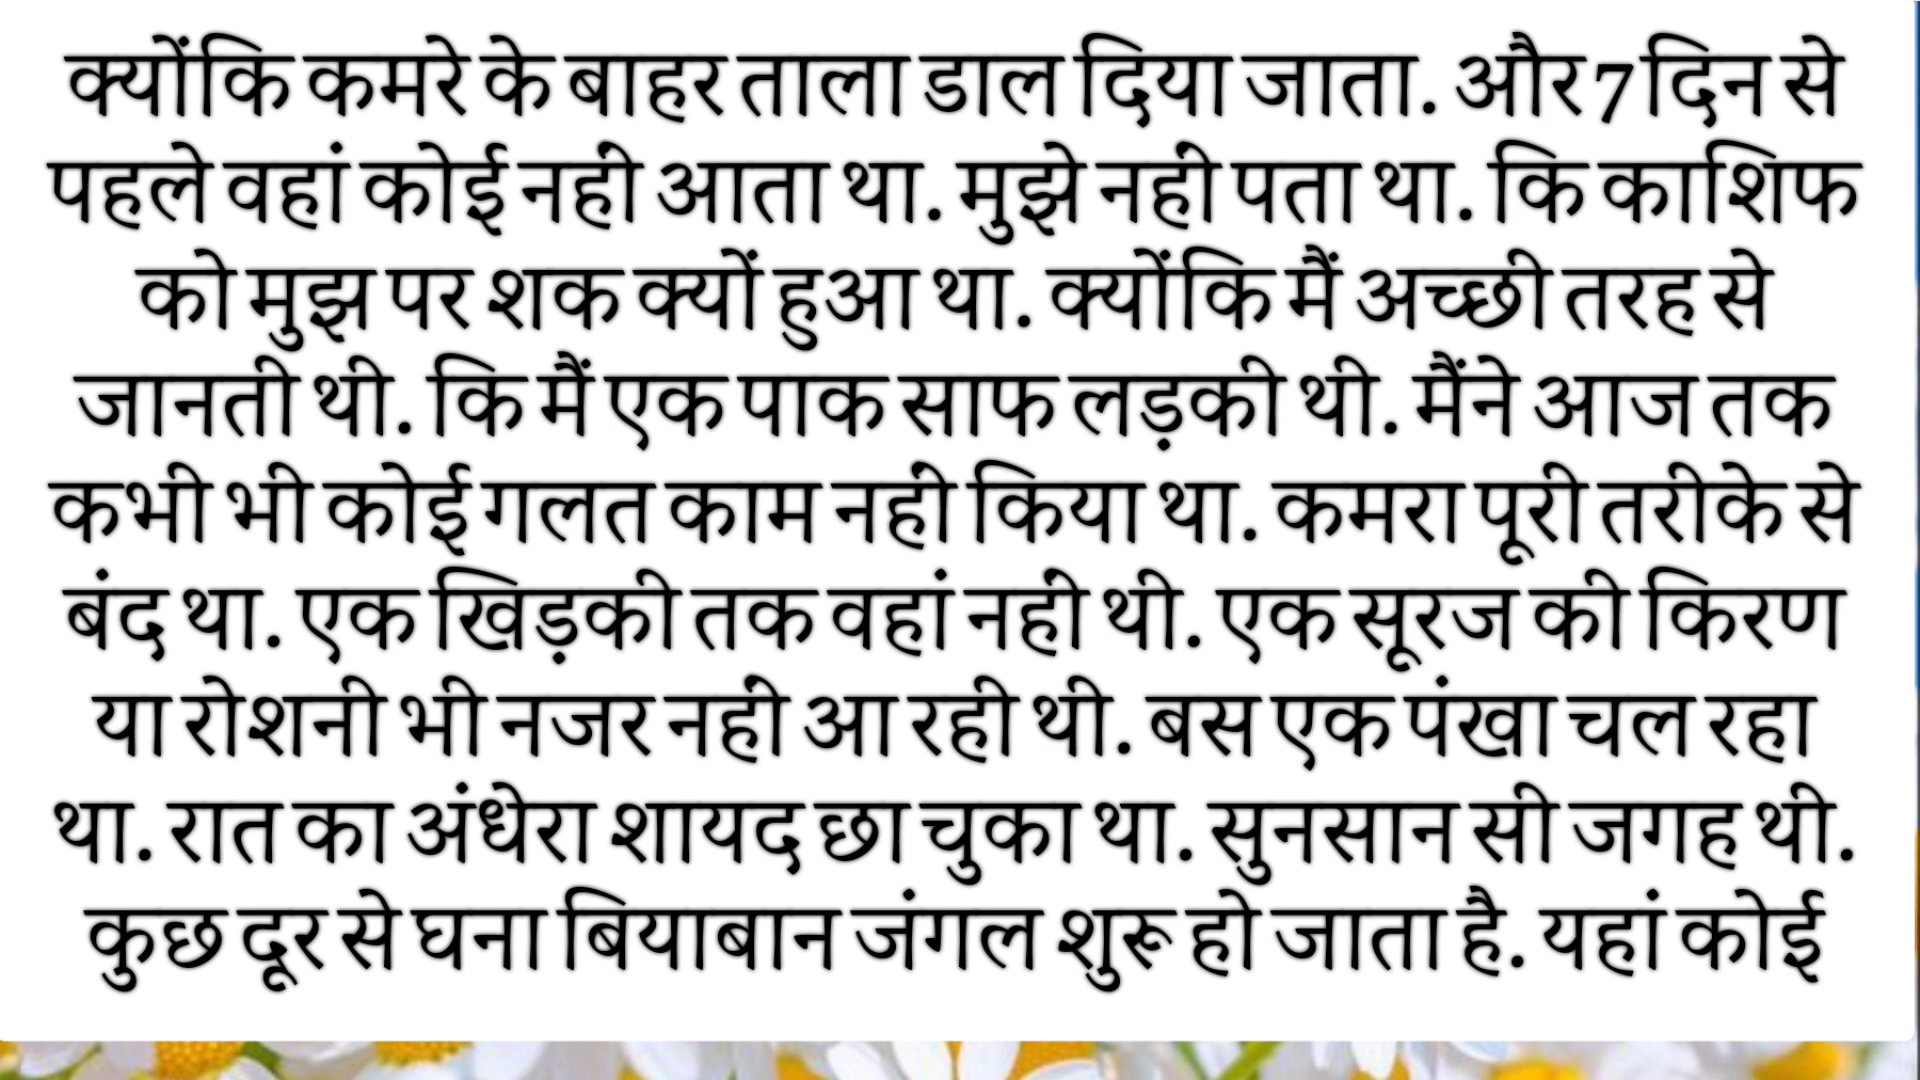 क्योंकि कमरे के बाहर ताला डाल दिया जाता. और 7 दिन से
पहले वहां कोई नहीं आता था. मुझे नहीं पता था. कि काशिफ
को मुझ पर शक क्यों हुआ था. क्योंकि मैं अच्छी तरह से
जानती थी. कि मैं एक पाक साफ लड़की थी. मैंने आज तक
कभी भी कोई गलत काम नहीं किया था. कमरा पूरी तरीके से
बंद था. एक खिड़की तक वहां नहीं थी. एक सूरज की किरण
या रोशनी भी नजर नहीं आ रही थी. बस एक पंखा चल रहा
था. रात का अंधेरा शायद छा चुका था. सुनसान सी जगह थी.
कुछ दूर से घना बियाबान जंगल शुरू हो जाता है. यहां कोई